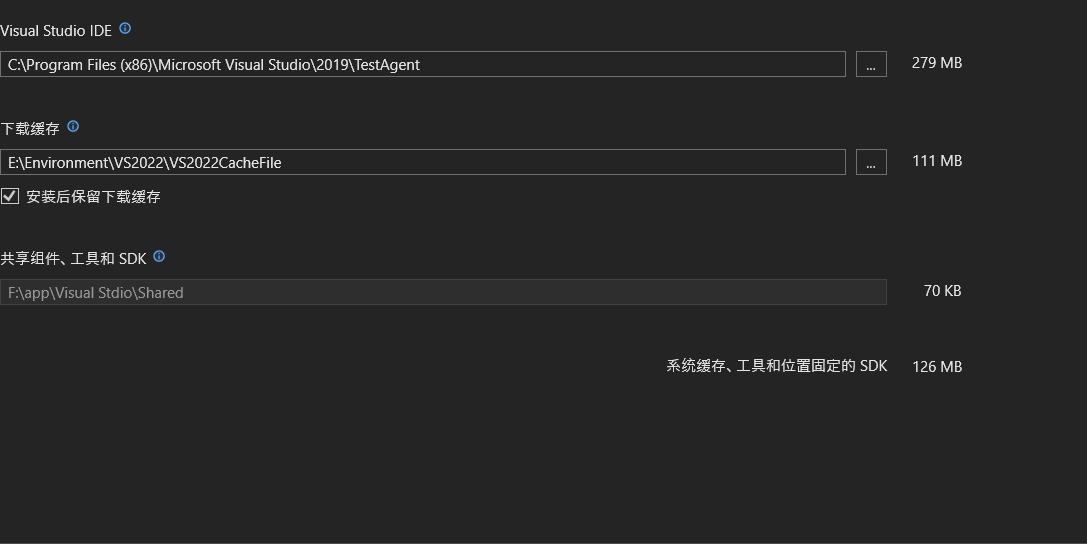 Visual Studio IDE
C:\Program Files (x86)\Microsoft Visual Studio\2019\TestAgent ... 279 MB
下载缓存
E:\Environment\VS2022\VS2022CacheFile ... 111 MB
安装后保留下载缓存
共享组件、工具和 SDK
F:\app\Visual Stdio\Shared 70 KB
系统缓存、工具和位置固定的 SDK 126 MB